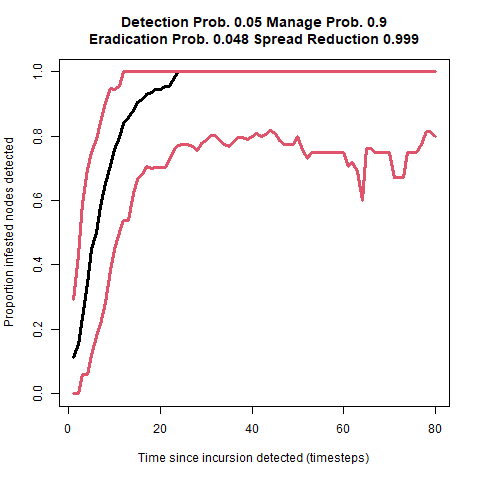 Detection Prob. 0.05 Manage Prob. 0.9
Eradication Prob. 0.048 Spread Reduction 0.999
Proportion infested nodes detected
1.0
0.8
0.6
0.4
0.2
0.0
0 20 40 60 80
Time since incursion detected (timesteps)